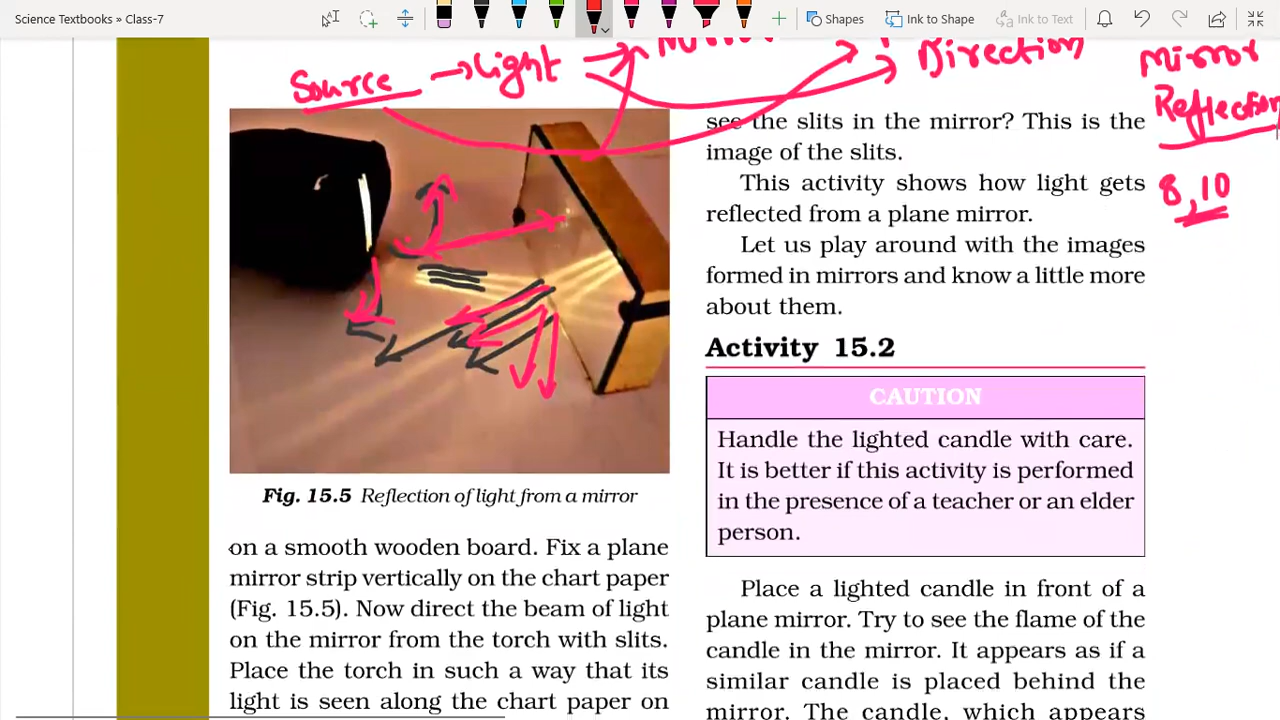 Science Textbooks » Class-7
Shapes
Ink to Shape
Ink to Text
Source → Light
Direction
Mirror
Reflection
8, 10
Fig. 15.5 Reflection of light from a mirror
on a smooth wooden board. Fix a plane
mirror strip vertically on the chart paper
(Fig. 15.5). Now direct the beam of light
on the mirror from the torch with slits.
Place the torch in such a way that its
light is seen along the chart paper on
see the slits in the mirror? This is the
image of the slits.
This activity shows how light gets
reflected from a plane mirror.
Let us play around with the images
formed in mirrors and know a little more
about them.
Activity 15.2
CAUTION
Handle the lighted candle with care.
It is better if this activity is performed
in the presence of a teacher or an elder
person.
Place a lighted candle in front of a
plane mirror. Try to see the flame of the
candle in the mirror. It appears as if a
similar candle is placed behind the
mirror. The candle, which appears